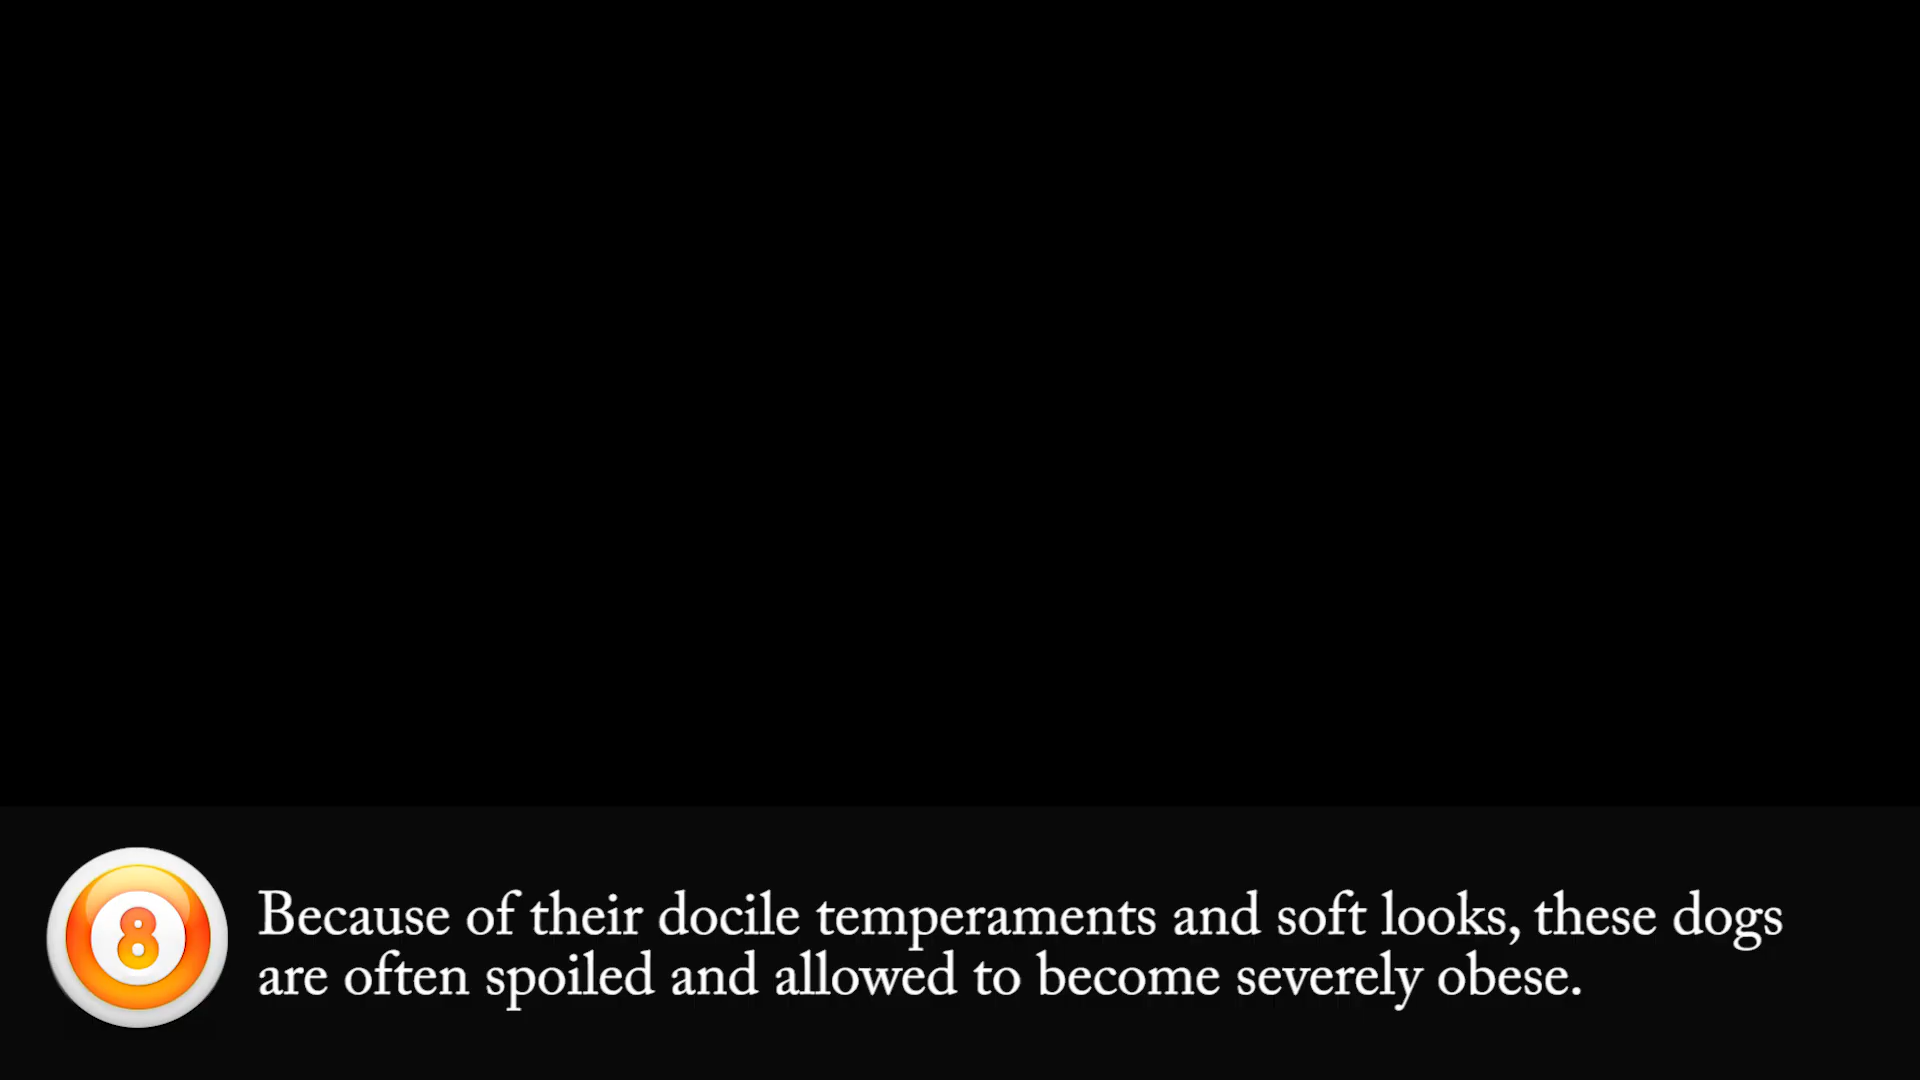 8
Because of their docile temperaments and soft looks, these dogs
are often spoiled and allowed to become severely obese.